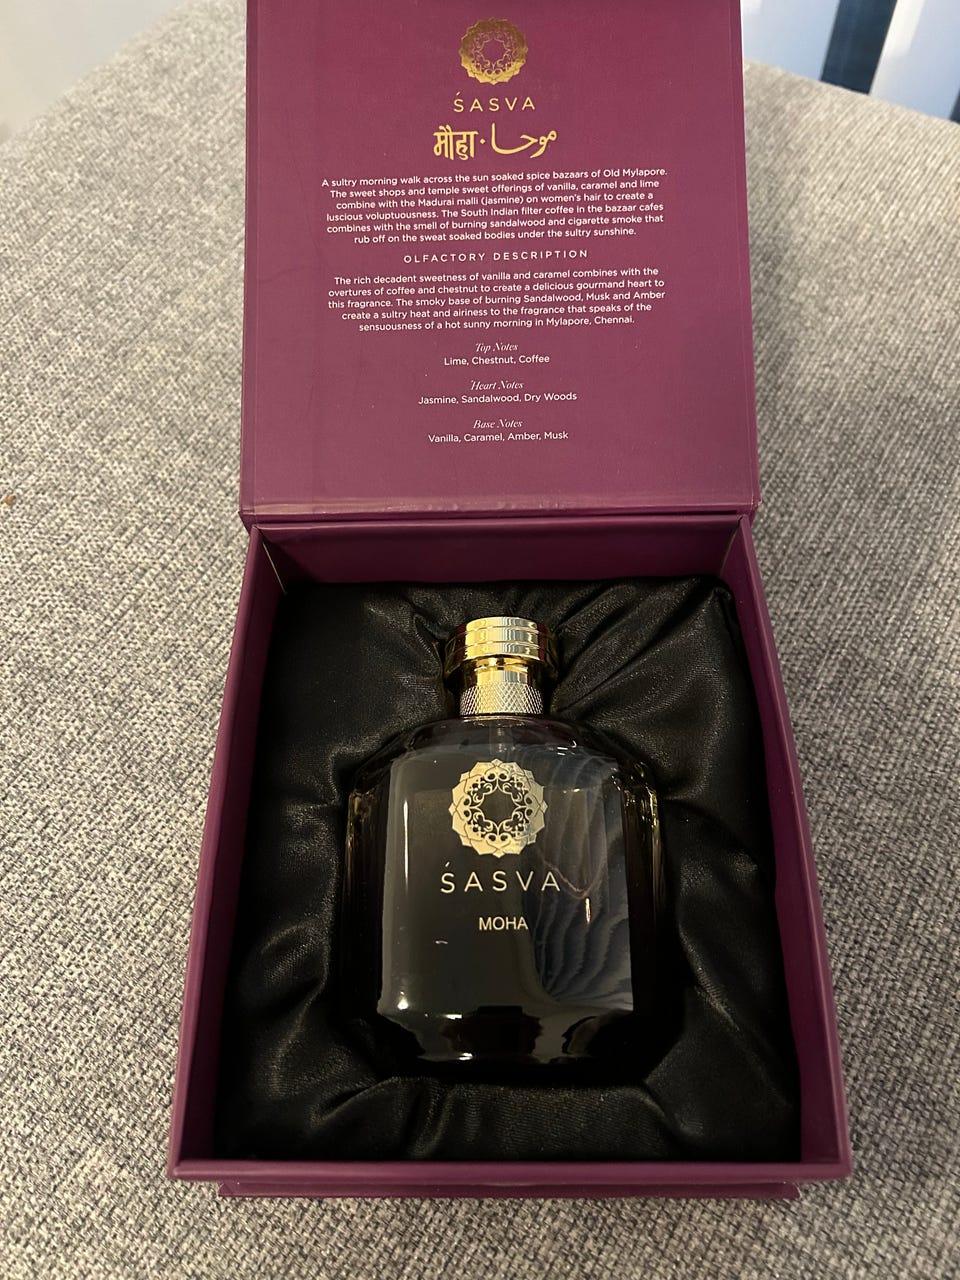 ŚASVA
मौहा · موحا
A sultry morning walk across the sun soaked spice bazaars of Old Mylapore.
The sweet shops and temple sweet offerings of vanilla, caramel and lime
combine with the Madurai malli (jasmine) on women's hair to create a
luscious voluptuousness. The South Indian filter coffee in the bazaar cafes
combines with the smell of burning sandalwood and cigarette smoke that
rub off on the sweat soaked bodies under the sultry sunshine.
OLFACTORY DESCRIPTION
The rich decadent sweetness of vanilla and caramel combines with the
overtures of coffee and chestnut to create a delicious gourmand heart to
this fragrance. The smoky base of burning Sandalwood, Musk and Amber
create a sultry heat and airiness to the fragrance that speaks of the
sensuousness of a hot sunny morning in Mylapore, Chennai.
Top Notes
Lime, Chestnut, Coffee
Heart Notes
Jasmine, Sandalwood, Dry Woods
Base Notes
Vanilla, Caramel, Amber, Musk
ŚASVA
MOHA